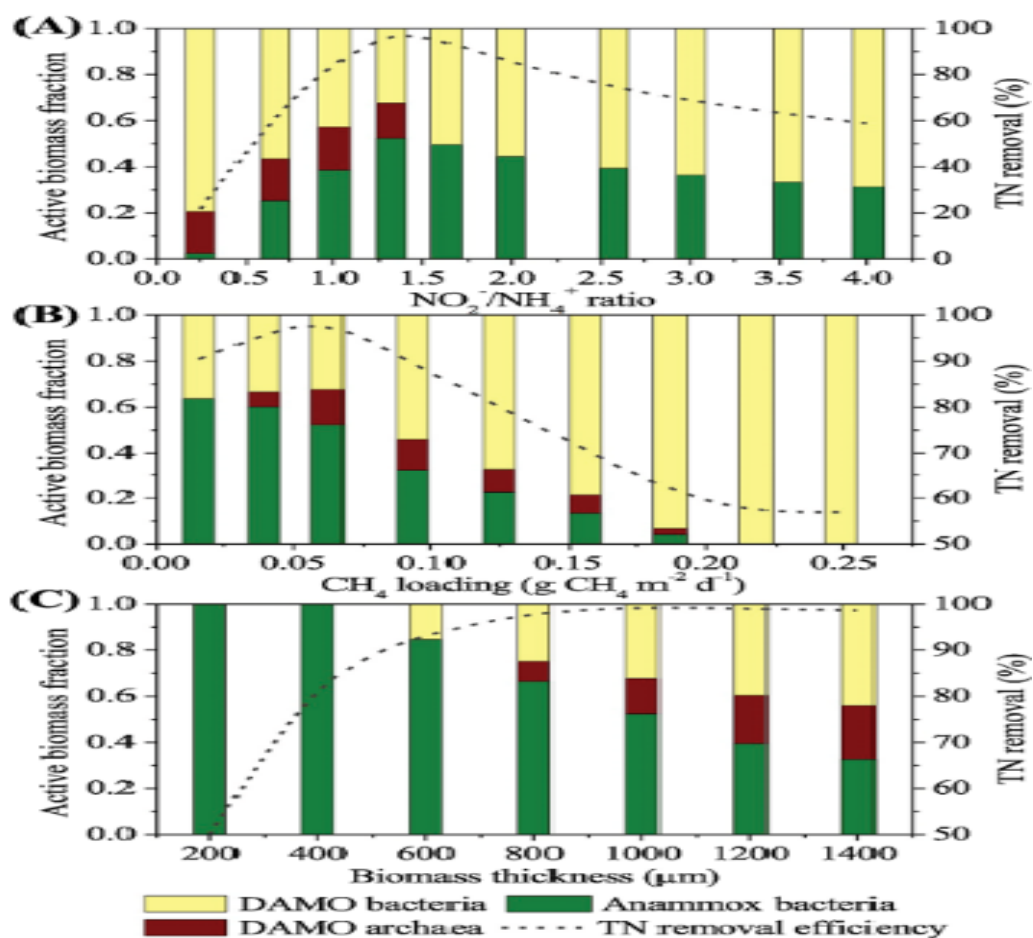 (A)
Active biomass fraction
1.0
0.8
0.6
0.4
0.2
0.0
100
80
60
40
20
0
TN removal (%)
0.0 0.5 1.0 1.5 2.0 2.5 3.0 3.5 4.0
NO₂⁻/NH₄⁺ ratio
(B)
Active biomass fraction
1.0
0.8
0.6
0.4
0.2
0.0
100
90
80
70
60
50
TN removal (%)
0.00 0.05 0.10 0.15 0.20 0.25
CH₄ loading (g CH₄ m⁻² d⁻¹)
(C)
Active biomass fraction
1.0
0.8
0.6
0.4
0.2
0.0
100
90
80
70
60
50
TN removal (%)
200 400 600 800 1000 1200 1400
Biomass thickness (μm)
DAMO bacteria Anammox bacteria
DAMO archaea TN removal efficiency